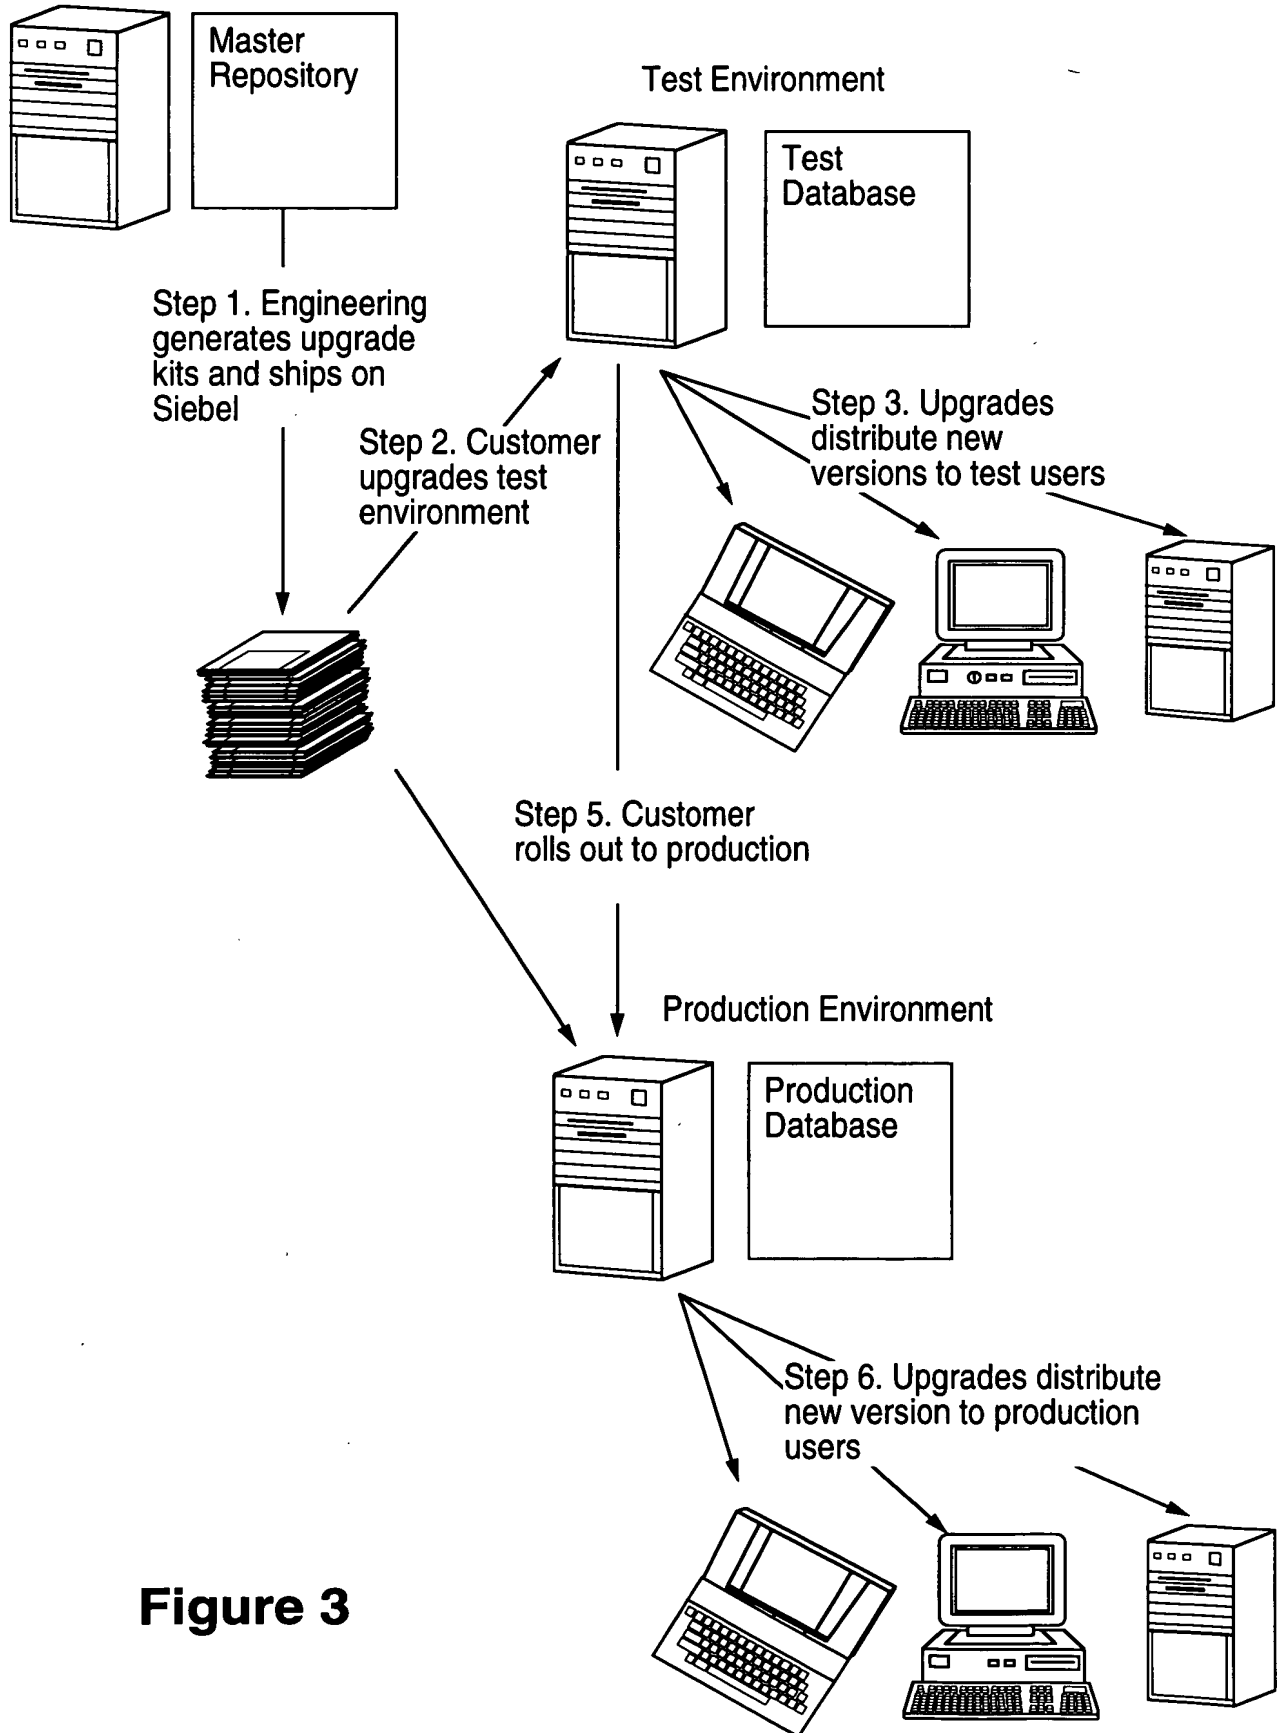 Master
Repository
Test Environment
Test
Database
Step 1. Engineering
generates upgrade
kits and ships on
Siebel
Step 2. Customer
upgrades test
environment
Step 3. Upgrades
distribute new
versions to test users
Step 5. Customer
rolls out to production
Production Environment
Production
Database
Step 6. Upgrades distribute
new version to production
users
Figure 3